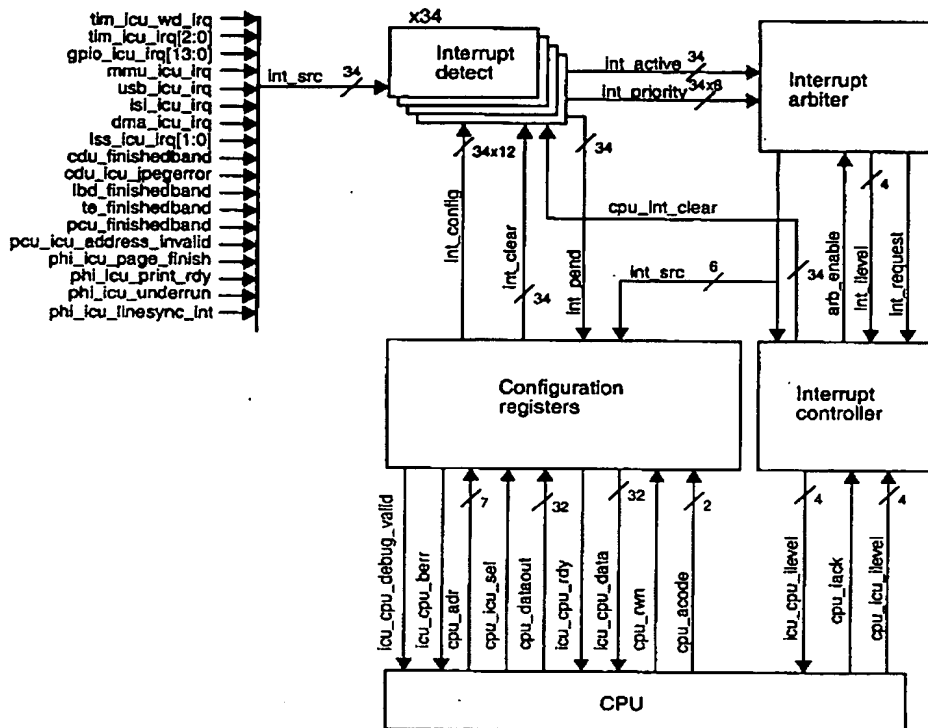 tim_icu_wd_irq
tim_icu_irq[2:0]
gpio_icu_irq[13:0]
mmu_icu_irq
usb_icu_irq
isi_icu_irq
dma_icu_irq
lss_icu_irq[1:0]
cdu_finishedband
cdu_icu_jpegerror
lbd_finishedband
te_finishedband
pcu_finishedband
pcu_icu_address_invalid
phi_icu_page_finish
phi_icu_print_rdy
phi_icu_underrun
phi_icu_linesync_int
int_src
34
x34
Interrupt
detect
int_active
34
int_priority
34x8
Interrupt
arbiter
34x12
34
int_config
int_clear
34
int_pend
cpu_int_clear
34
int_src
6
arb_enable
4
int_ilevel
int_request
Configuration
registers
Interrupt
controller
icu_cpu_debug_valid
icu_cpu_berr
cpu_adr
7
cpu_icu_sel
cpu_dataout
32
icu_cpu_rdy
icu_cpu_data
32
cpu_rwn
cpu_acode
2
icu_cpu_ilevel
4
cpu_iack
cpu_icu_ilevel
4
CPU